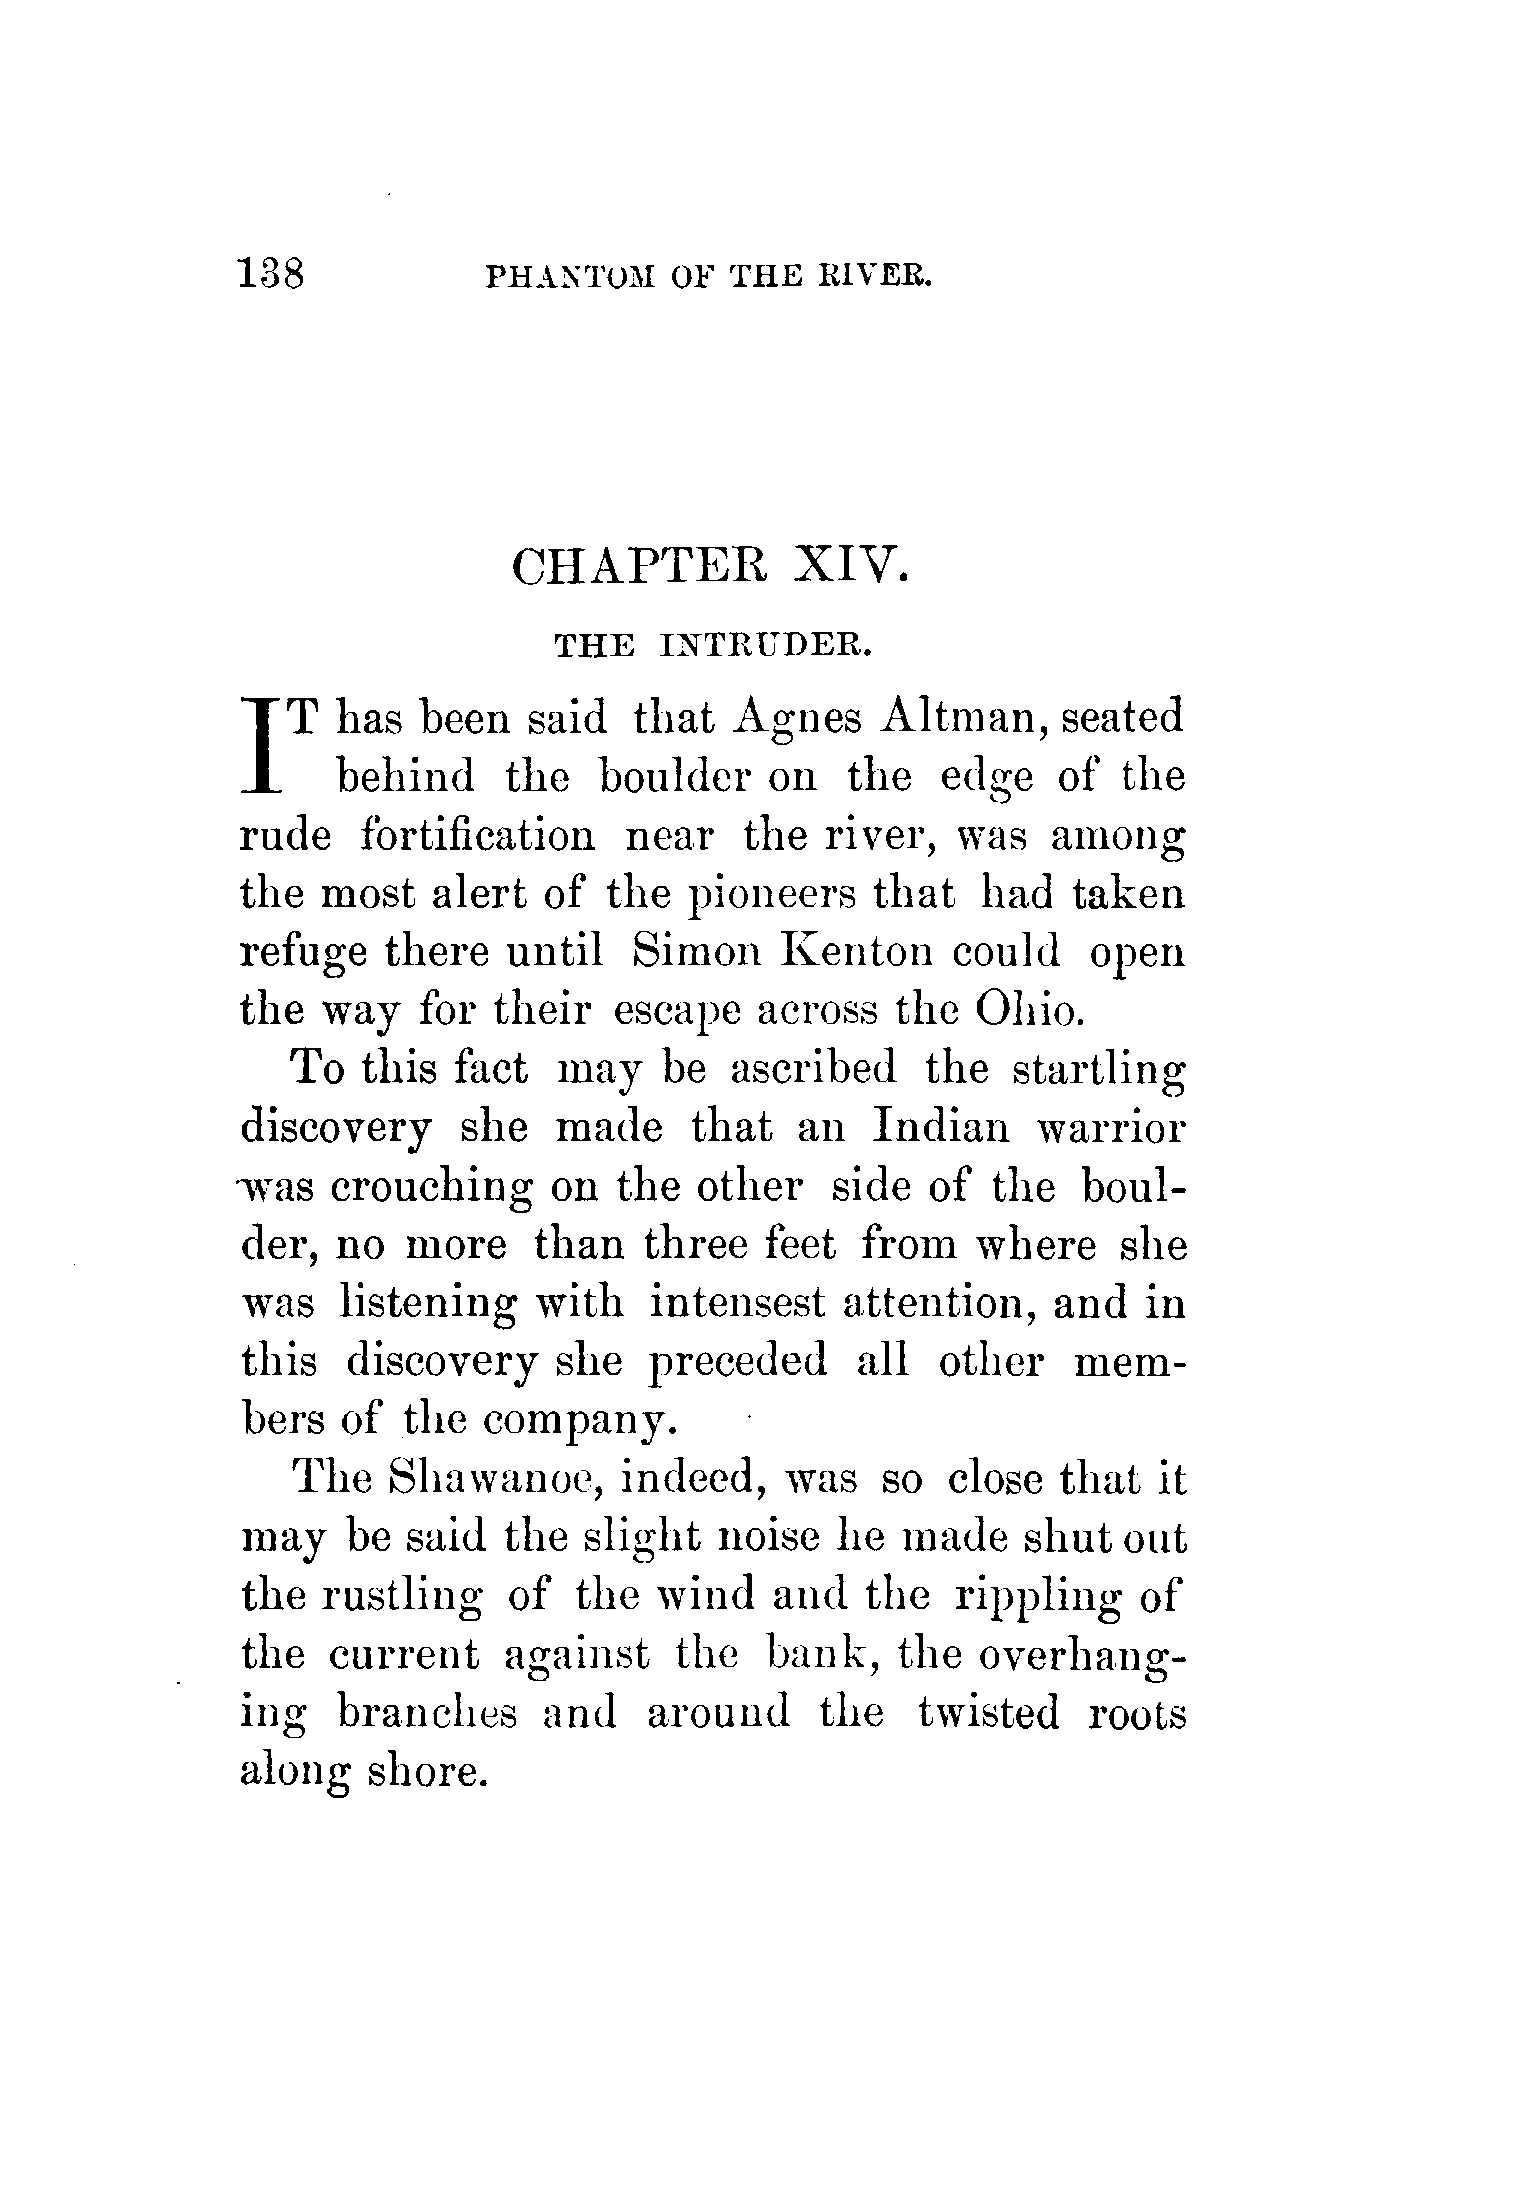 138 PHANTOM OF THE RIVER.
CHAPTER XIV.
THE INTRUDER.
IT has been said that Agnes Altman, seated
behind the boulder on the edge of the
rude fortification near the river, was among
the most alert of the pioneers that had taken
refuge there until Simon Kenton could open
the way for their escape across the Ohio.
To this fact may be ascribed the startling
discovery she made that an Indian warrior
was crouching on the other side of the boul-
der, no more than three feet from where she
was listening with intensest attention, and in
this discovery she preceded all other mem-
bers of the company.
The Shawanoe, indeed, was so close that it
may be said the slight noise he made shut out
the rustling of the wind and the rippling of
the current against the bank, the overhang-
ing branches and around the twisted roots
along shore.